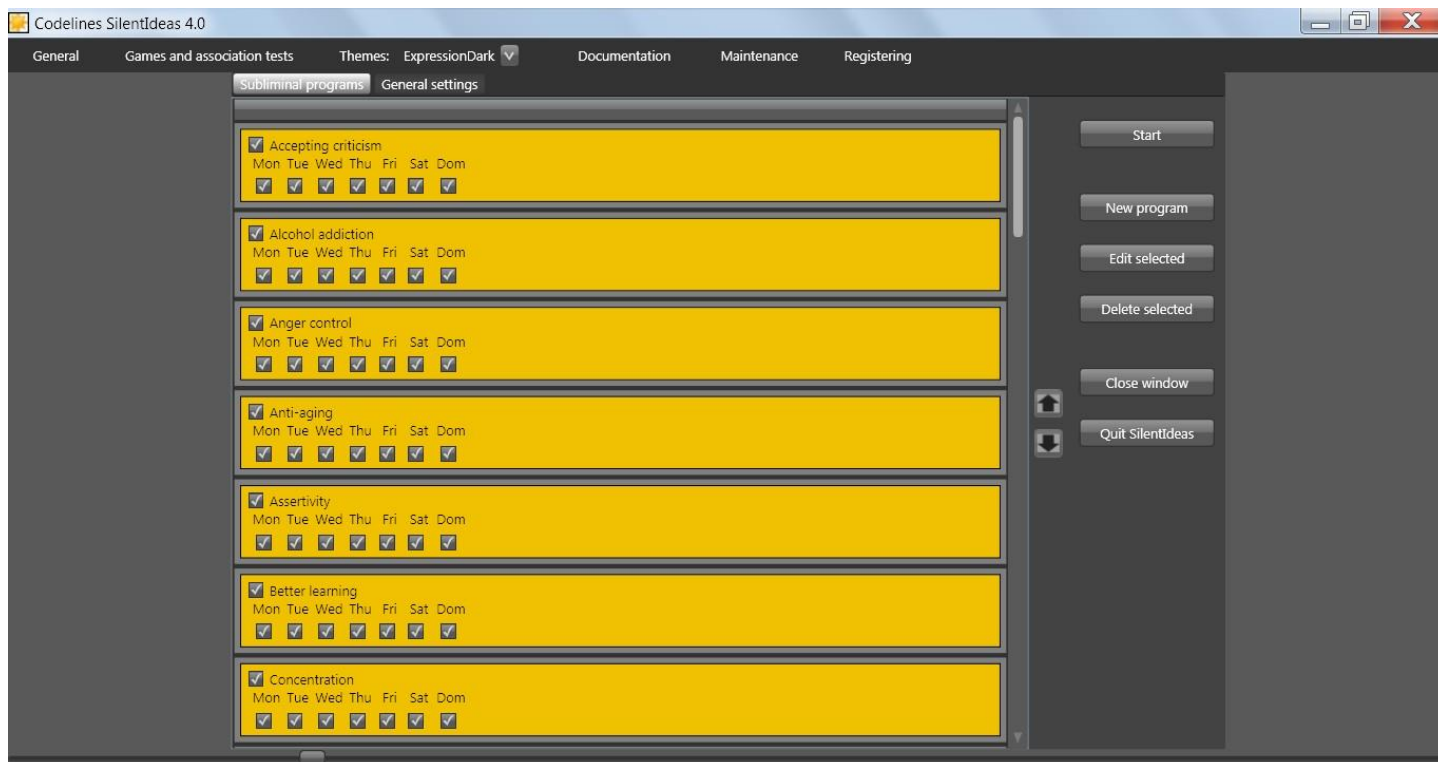 Codelines SilentIdeas 4.0
General Games and association tests Themes: ExpressionDark Documentation Maintenance Registering
Subliminal programs General settings
Accepting criticism
Mon Tue Wed Thu Fri Sat Dom
Alcohol addiction
Mon Tue Wed Thu Fri Sat Dom
Anger control
Mon Tue Wed Thu Fri Sat Dom
Anti-aging
Mon Tue Wed Thu Fri Sat Dom
Assertivity
Mon Tue Wed Thu Fri Sat Dom
Better learning
Mon Tue Wed Thu Fri Sat Dom
Concentration
Mon Tue Wed Thu Fri Sat Dom
Start
New program
Edit selected
Delete selected
Close window
Quit SilentIdeas